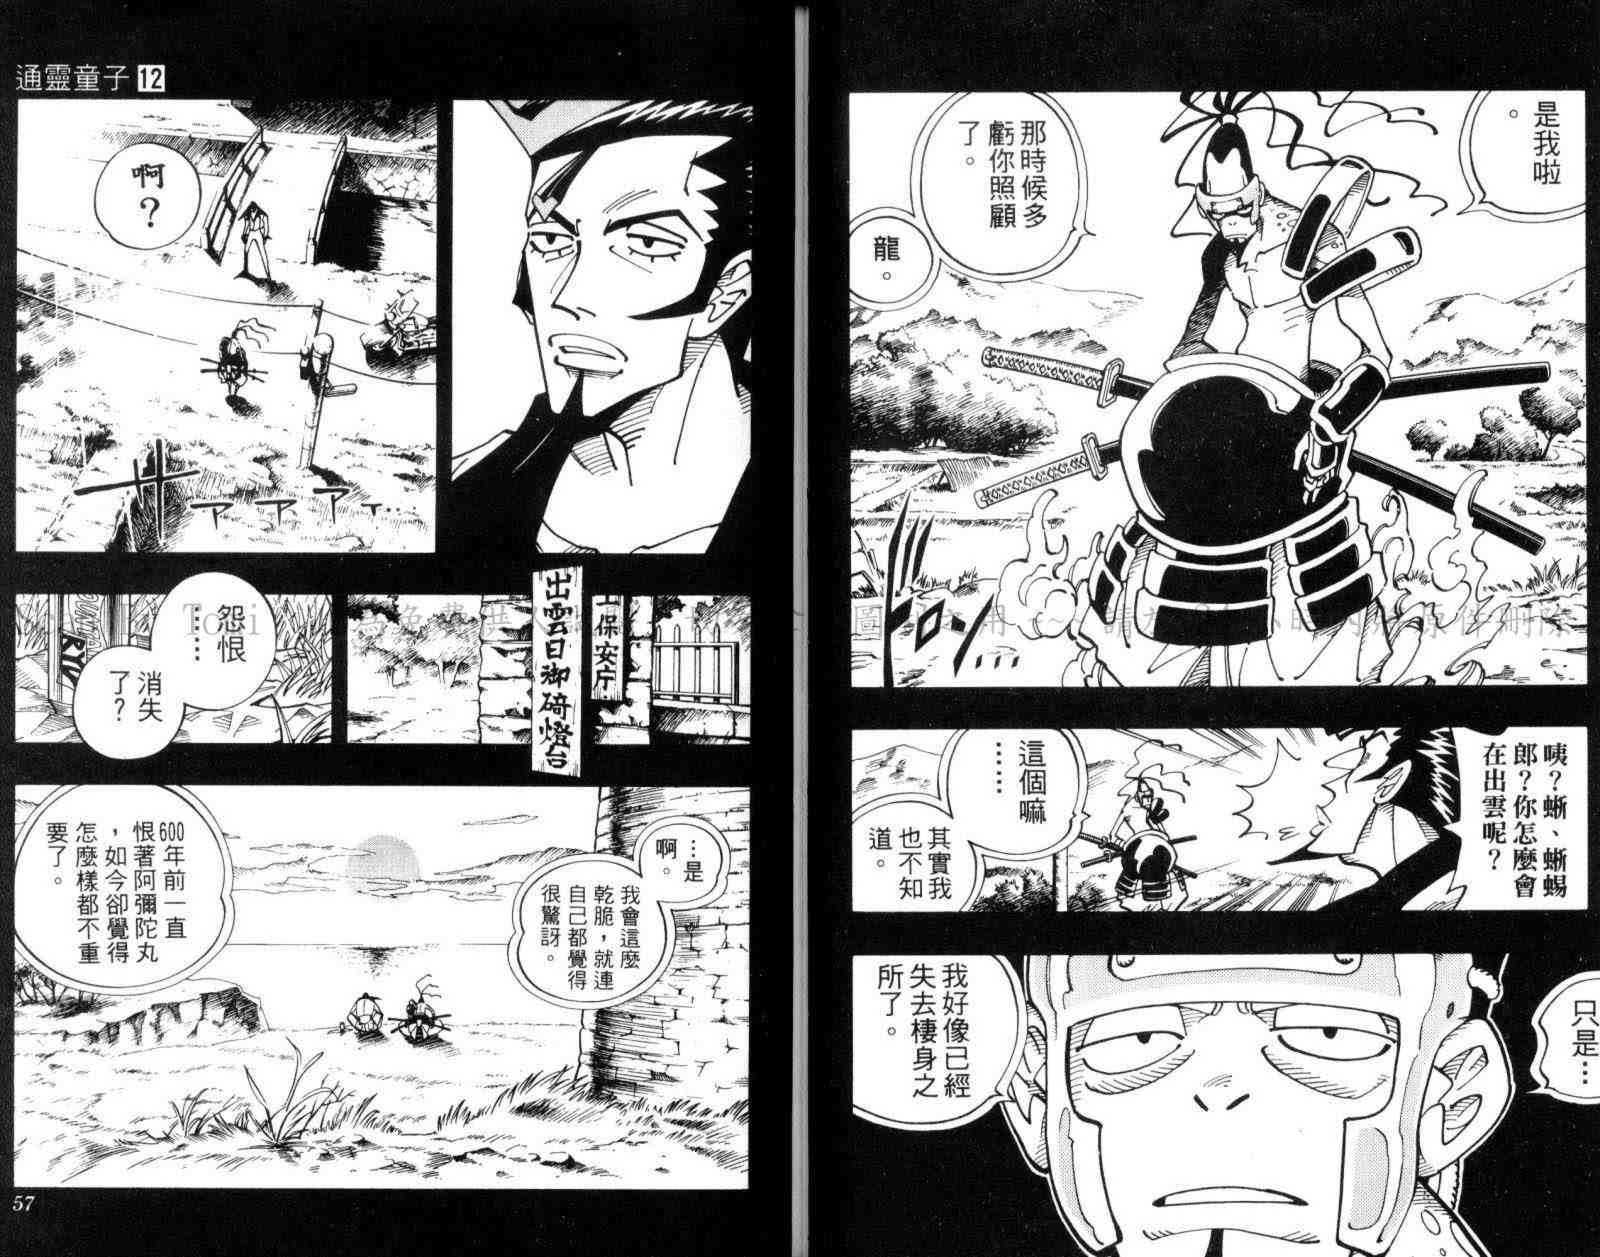 是我啦
。
那時候多
虧你照顧
了。
龍。
咦？蜥、蜥蜴
郎？你怎麼會
在出雲呢？
這個嘛
……
其實我
也不知
道。
只是…
我好像已經
失去棲身之
所了。
通靈童子 12
啊？
ザァァァ…
出雲日御碕燈台
保安庁
怨恨
……
消失
了？
…是
啊。
我會這麼
乾脆，就連
自己都覺得
很驚訝。
600年前一直
恨著阿彌陀丸
，如今卻覺得
怎麼樣都不重
要了。
57